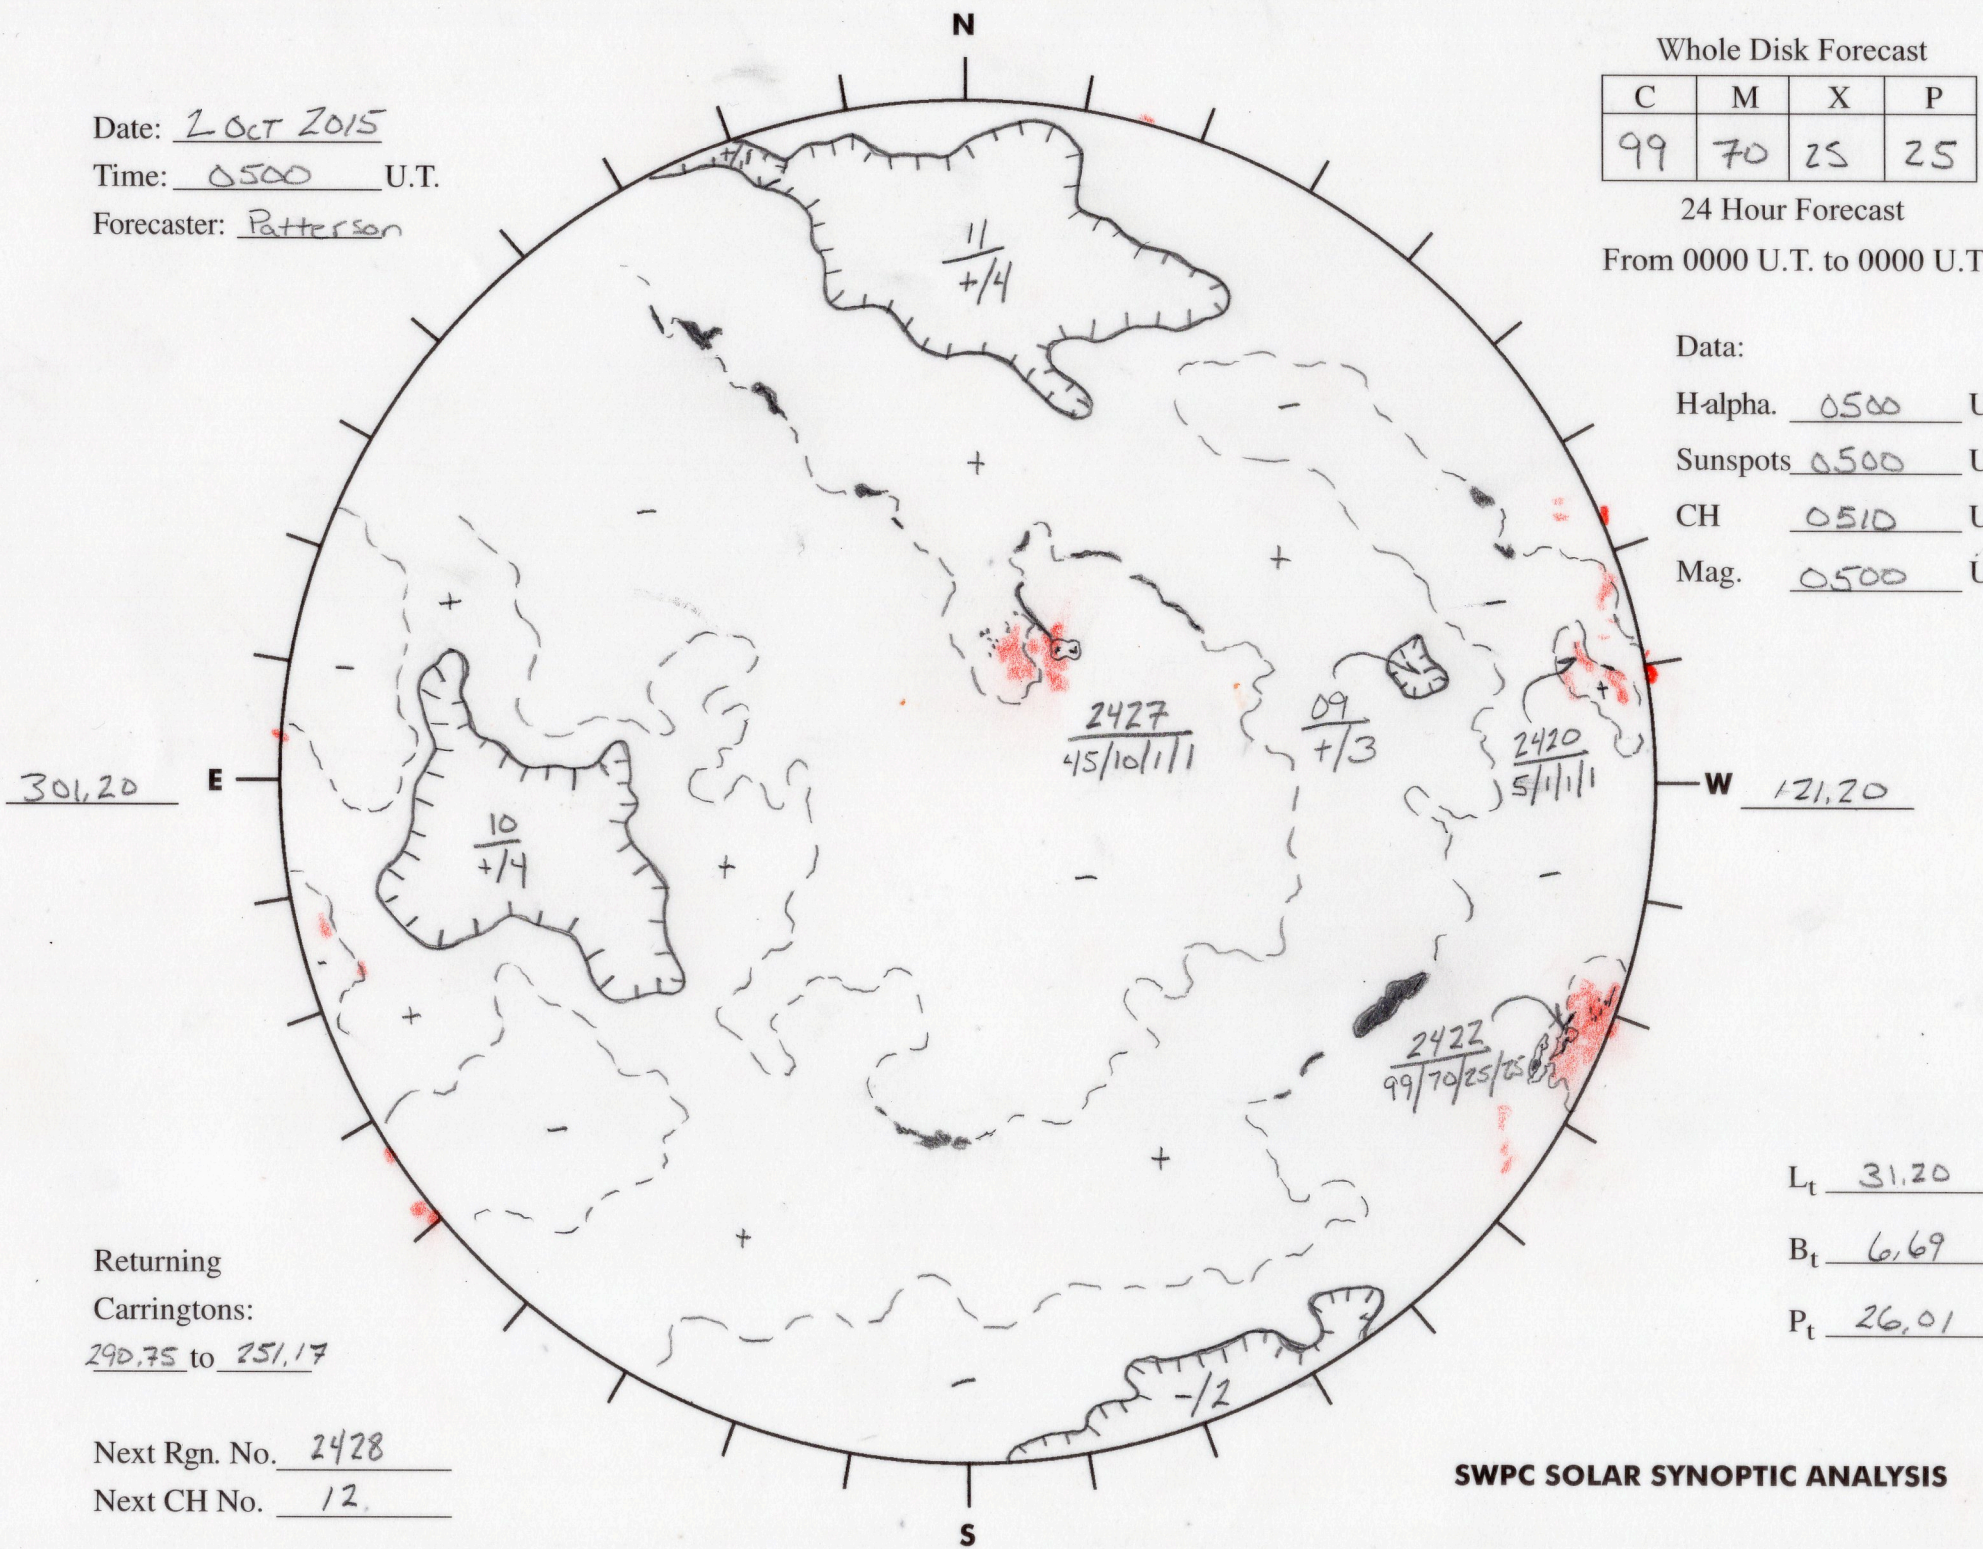 N
Whole Disk Forecast
C M X P
99 70 25 25
24 Hour Forecast
From 0000 U.T. to 0000 U.T
Date: 2 Oct 2015
Time: 0500 U.T.
Forecaster: Patterson
+/1
11
+/4
Data:
H-alpha. 0500 U
Sunspots 0500 U
CH 0510 U
Mag. 0500 U
-
+
-
+
-
+
-
+
2427
45/10/1/1
09
+/3
2420
5/1/1/1
301.20 E
W 121.20
10
+/4
+
-
-
-
+
2422
99/70/25/25
-
+
+
Lt 31.20
Bt 6.69
Pt 26.01
Returning
Carringtons:
290.75 to 251.17
-
-/2
Next Rgn. No. 2428
Next CH No. 12
SWPC SOLAR SYNOPTIC ANALYSIS
S